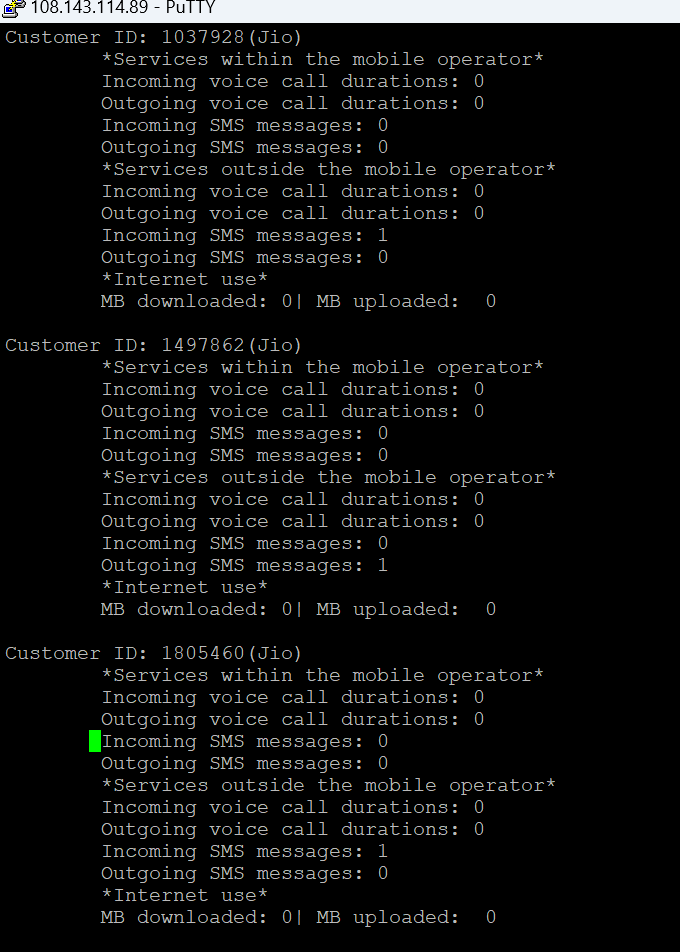 108.143.114.89 - PuTTY
Customer ID: 1037928(Jio)
*Services within the mobile operator*
Incoming voice call durations: 0
Outgoing voice call durations: 0
Incoming SMS messages: 0
Outgoing SMS messages: 0
*Services outside the mobile operator*
Incoming voice call durations: 0
Outgoing voice call durations: 0
Incoming SMS messages: 1
Outgoing SMS messages: 0
*Internet use*
MB downloaded: 0| MB uploaded:  0
Customer ID: 1497862(Jio)
*Services within the mobile operator*
Incoming voice call durations: 0
Outgoing voice call durations: 0
Incoming SMS messages: 0
Outgoing SMS messages: 0
*Services outside the mobile operator*
Incoming voice call durations: 0
Outgoing voice call durations: 0
Incoming SMS messages: 0
Outgoing SMS messages: 1
*Internet use*
MB downloaded: 0| MB uploaded:  0
Customer ID: 1805460(Jio)
*Services within the mobile operator*
Incoming voice call durations: 0
Outgoing voice call durations: 0
Incoming SMS messages: 0
Outgoing SMS messages: 0
*Services outside the mobile operator*
Incoming voice call durations: 0
Outgoing voice call durations: 0
Incoming SMS messages: 1
Outgoing SMS messages: 0
*Internet use*
MB downloaded: 0| MB uploaded:  0